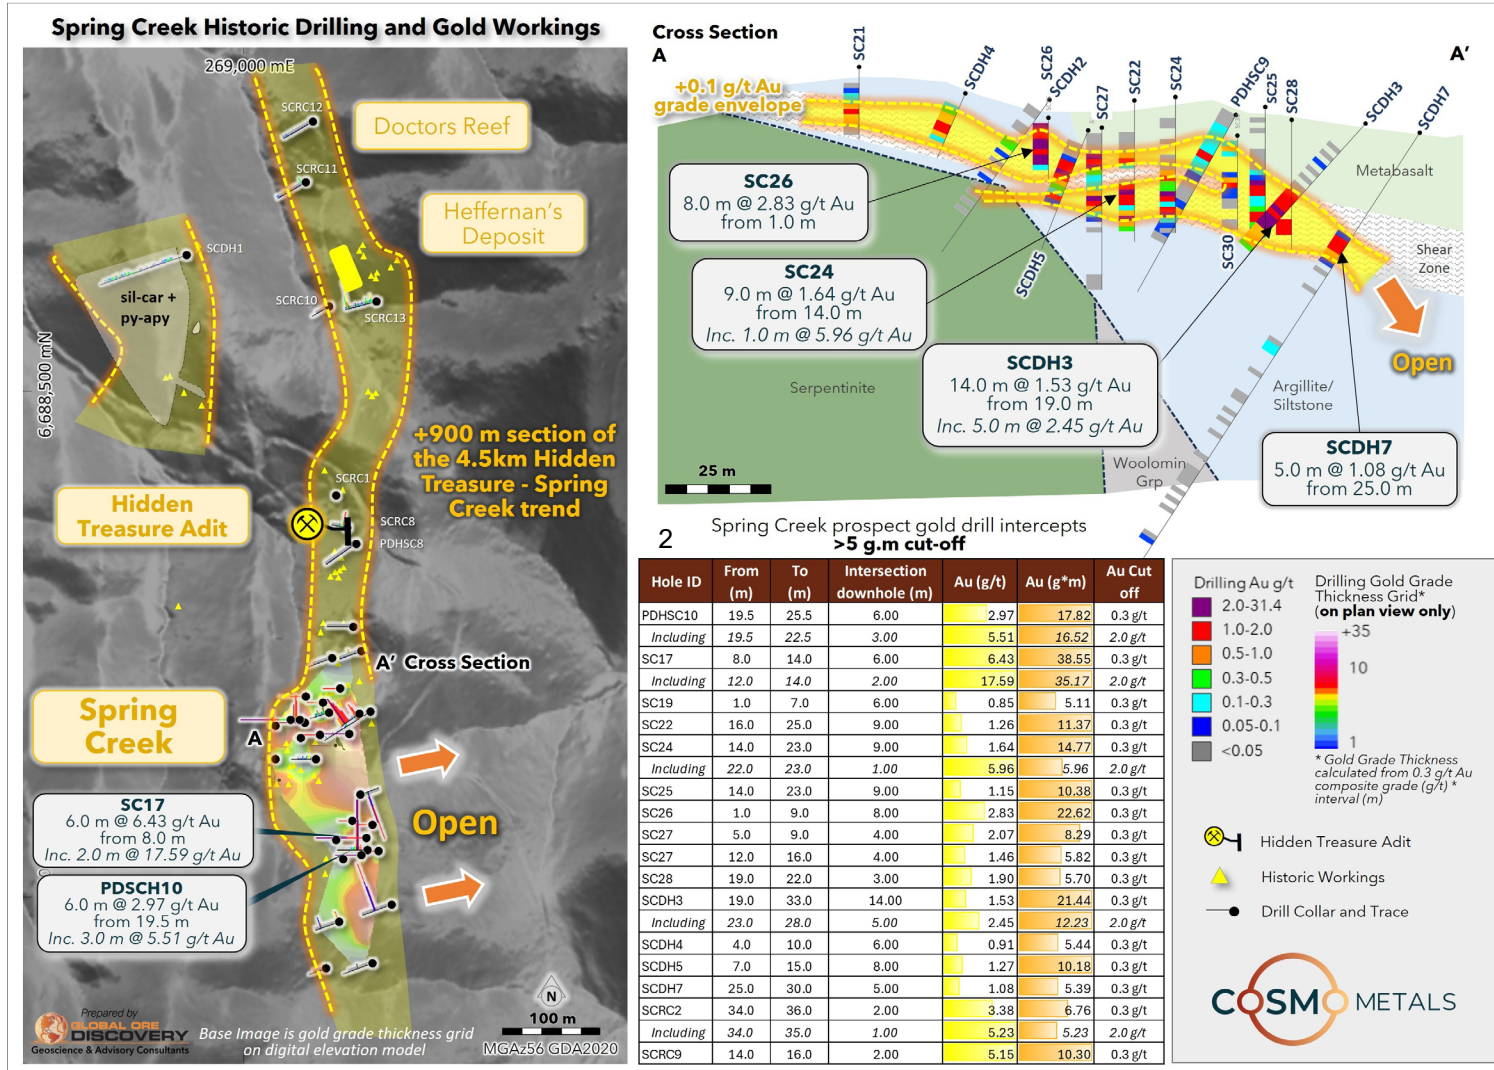 Spring Creek Historic Drilling and Gold Workings
269,000 mE
6,688,500 mN
SCRC12
Doctors Reef
SCRC11
Heffernan's
Deposit
SCDH1
sil-car +
py-apy
SCRC10
SCRC13
+900 m section of
the 4.5km Hidden
Treasure - Spring
Creek trend
SCRC1
Hidden
Treasure Adit
SCRC8
PDHSC8
A' Cross Section
Spring
Creek
A
Open
SC17
6.0 m @ 6.43 g/t Au
from 8.0 m
Inc. 2.0 m @ 17.59 g/t Au
PDSCH10
6.0 m @ 2.97 g/t Au
from 19.5 m
Inc. 3.0 m @ 5.51 g/t Au
Prepared by
GLOBAL ORE
DISCOVERY
Geoscience & Advisory Consultants
Base Image is gold grade thickness grid
on digital elevation model
N
100 m
MGAz56 GDA2020
Cross Section
A
A'
SC21
SCDH4
SC26
SCDH2
SC27
SC22
SC24
PDHSC9
SC25
SC28
SCDH3
SCDH7
+0.1 g/t Au
grade envelope
SC26
8.0 m @ 2.83 g/t Au
from 1.0 m
Metabasalt
SC24
9.0 m @ 1.64 g/t Au
from 14.0 m
Inc. 1.0 m @ 5.96 g/t Au
SCDH5
SC30
Shear
Zone
Open
SCDH3
14.0 m @ 1.53 g/t Au
from 19.0 m
Inc. 5.0 m @ 2.45 g/t Au
Serpentinite
Argillite/
Siltstone
SCDH7
5.0 m @ 1.08 g/t Au
from 25.0 m
Woolomin
Grp
25 m
2
Spring Creek prospect gold drill intercepts
>5 g.m cut-off
Hole ID From (m) To (m) Intersection downhole (m) Au (g/t) Au (g*m) Au Cut off
PDHSC10 19.5 25.5 6.00 2.97 17.82 0.3 g/t
Including 19.5 22.5 3.00 5.51 16.52 2.0 g/t
SC17 8.0 14.0 6.00 6.43 38.55 0.3 g/t
Including 12.0 14.0 2.00 17.59 35.17 2.0 g/t
SC19 1.0 7.0 6.00 0.85 5.11 0.3 g/t
SC22 16.0 25.0 9.00 1.26 11.37 0.3 g/t
SC24 14.0 23.0 9.00 1.64 14.77 0.3 g/t
Including 22.0 23.0 1.00 5.96 5.96 2.0 g/t
SC25 14.0 23.0 9.00 1.15 10.38 0.3 g/t
SC26 1.0 9.0 8.00 2.83 22.62 0.3 g/t
SC27 5.0 9.0 4.00 2.07 8.29 0.3 g/t
SC27 12.0 16.0 4.00 1.46 5.82 0.3 g/t
SC28 19.0 22.0 3.00 1.90 5.70 0.3 g/t
SCDH3 19.0 33.0 14.00 1.53 21.44 0.3 g/t
Including 23.0 28.0 5.00 2.45 12.23 2.0 g/t
SCDH4 4.0 10.0 6.00 0.91 5.44 0.3 g/t
SCDH5 7.0 15.0 8.00 1.27 10.18 0.3 g/t
SCDH7 25.0 30.0 5.00 1.08 5.39 0.3 g/t
SCRC2 34.0 36.0 2.00 3.38 6.76 0.3 g/t
Including 34.0 35.0 1.00 5.23 5.23 2.0 g/t
SCRC9 14.0 16.0 2.00 5.15 10.30 0.3 g/t
Drilling Au g/t
2.0-31.4
1.0-2.0
0.5-1.0
0.3-0.5
0.1-0.3
0.05-0.1
<0.05
Drilling Gold Grade
Thickness Grid*
(on plan view only)
+35
10
1
* Gold Grade Thickness
calculated from 0.3 g/t Au
composite grade (g/t) *
interval (m)
Hidden Treasure Adit
Historic Workings
Drill Collar and Trace
COSMO METALS